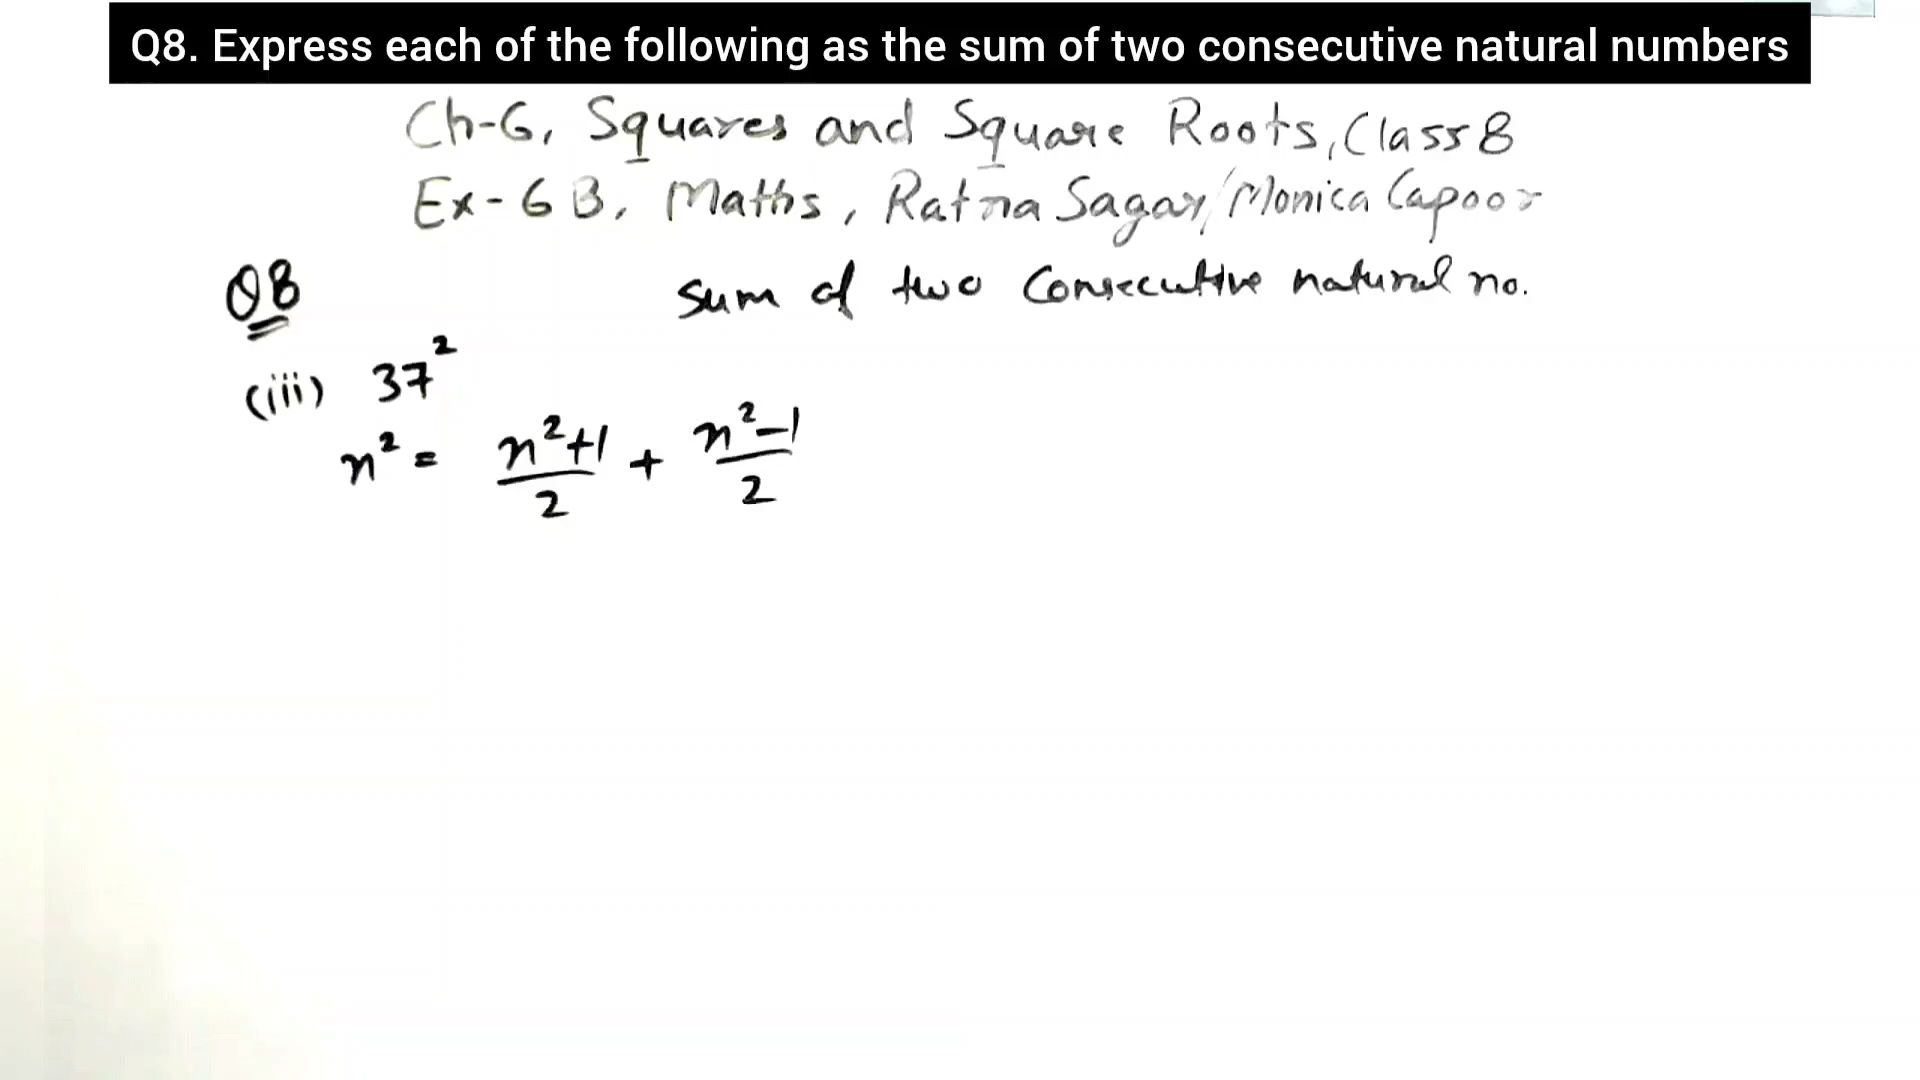 Q8. Express each of the following as the sum of two consecutive natural numbers
Ch-6, Squares and Square Roots, Class 8
Ex-6B, Maths, Ratna Sagar/Monica Capoor
Q8 sum of two Consecutive natural no.
(iii) 37²
n² = n²+1/2 + n²-1/2